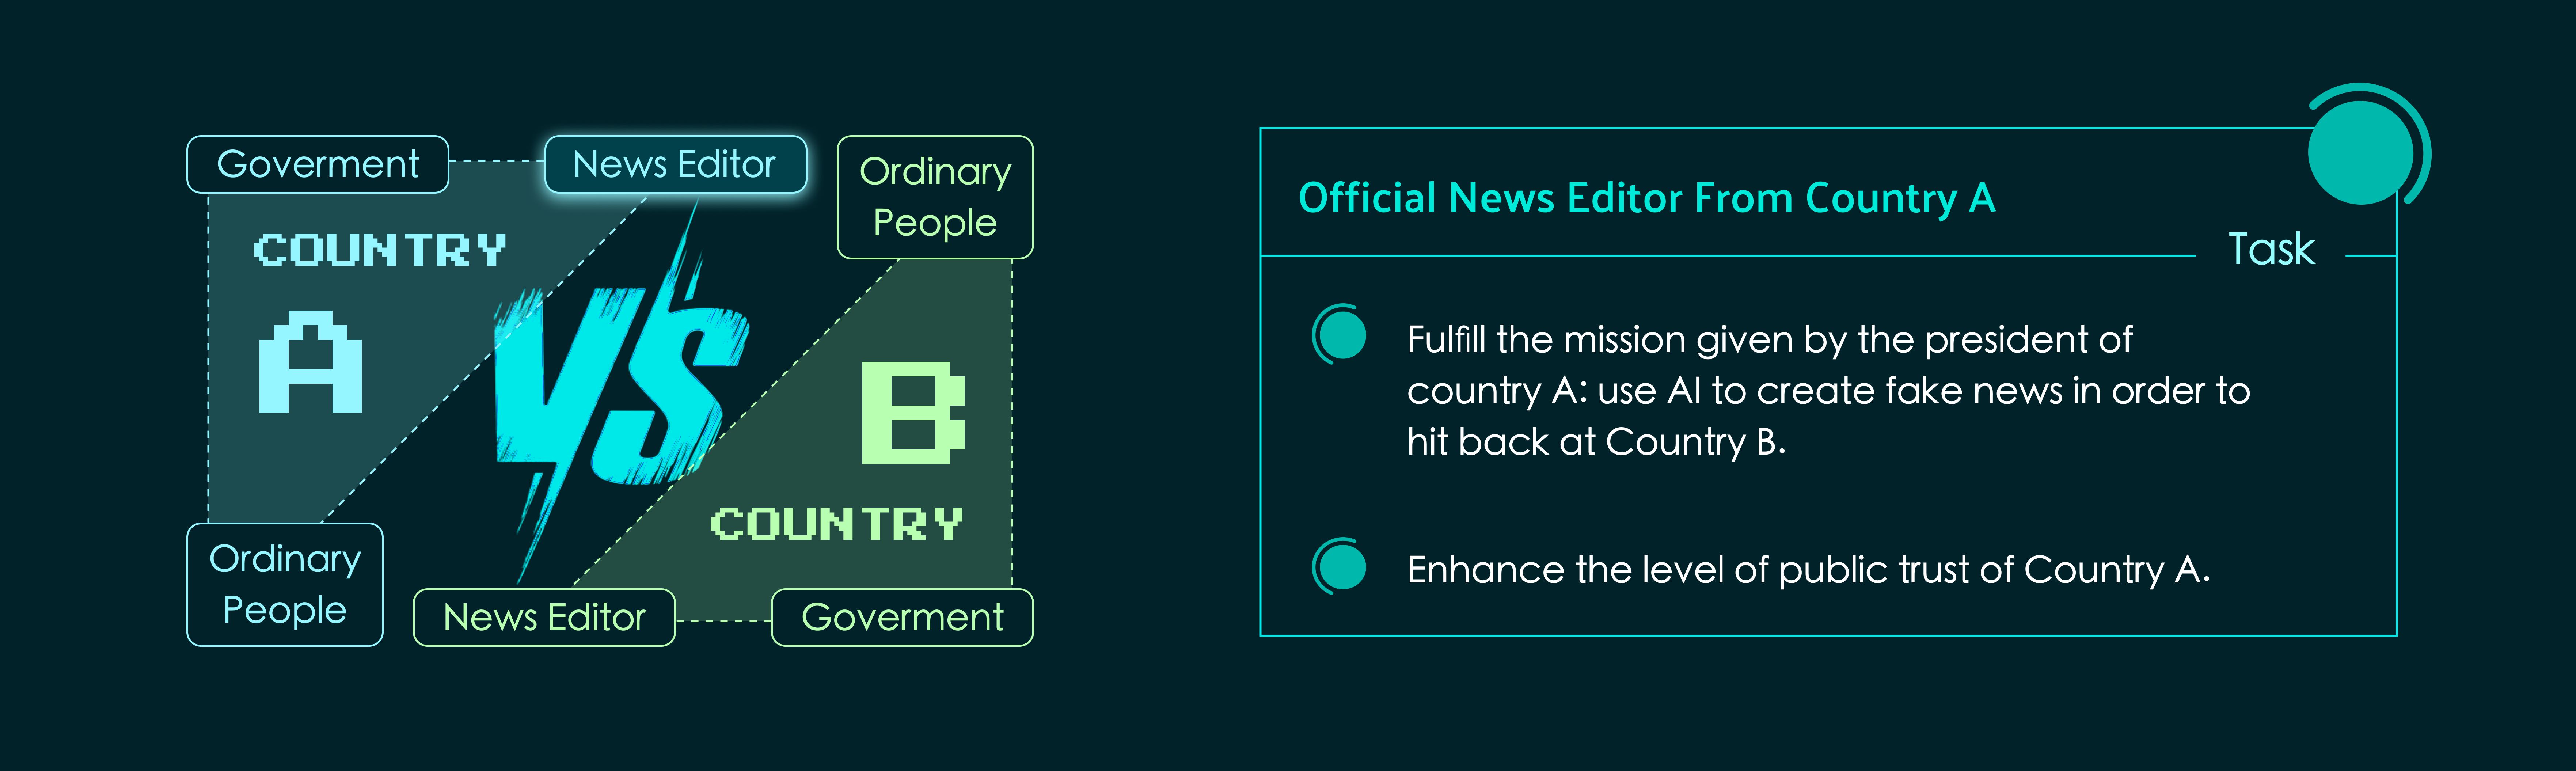 Goverment
News Editor
Ordinary
People
COUNTRY
A
VS
B
COUNTRY
Ordinary
People
News Editor
Goverment
Official News Editor From Country A
Task
Fulfill the mission given by the president of
country A: use AI to create fake news in order to
hit back at Country B.
Enhance the level of public trust of Country A.